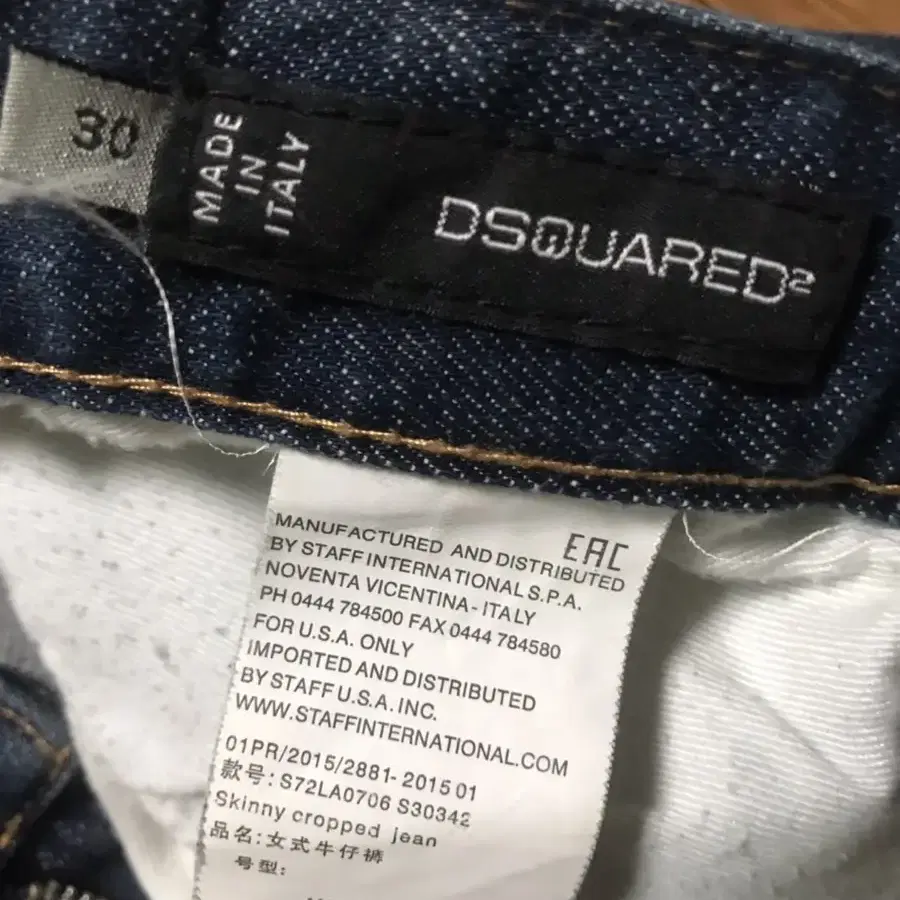 30
MADE
IN
ITALY
DSQUARED2
EAC
MANUFACTURED AND DISTRIBUTED
BY STAFF INTERNATIONAL S.P.A.
NOVENTA VICENTINA - ITALY
PH 0444 784500 FAX 0444 784580
FOR U.S.A. ONLY
IMPORTED AND DISTRIBUTED
BY STAFF U.S.A. INC.
WWW.STAFFINTERNATIONAL.COM
01PR/2015/2881- 2015 01
款号: S72LA0706 S30342
Skinny cropped jean
品名:女式牛仔裤
号型: